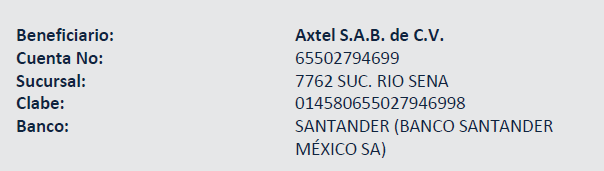 Beneficiario: Axtel S.A.B. de C.V.
Cuenta No: 65502794699
Sucursal: 7762 SUC. RIO SENA
Clabe: 014580655027946998
Banco: SANTANDER (BANCO SANTANDER
MÉXICO SA)